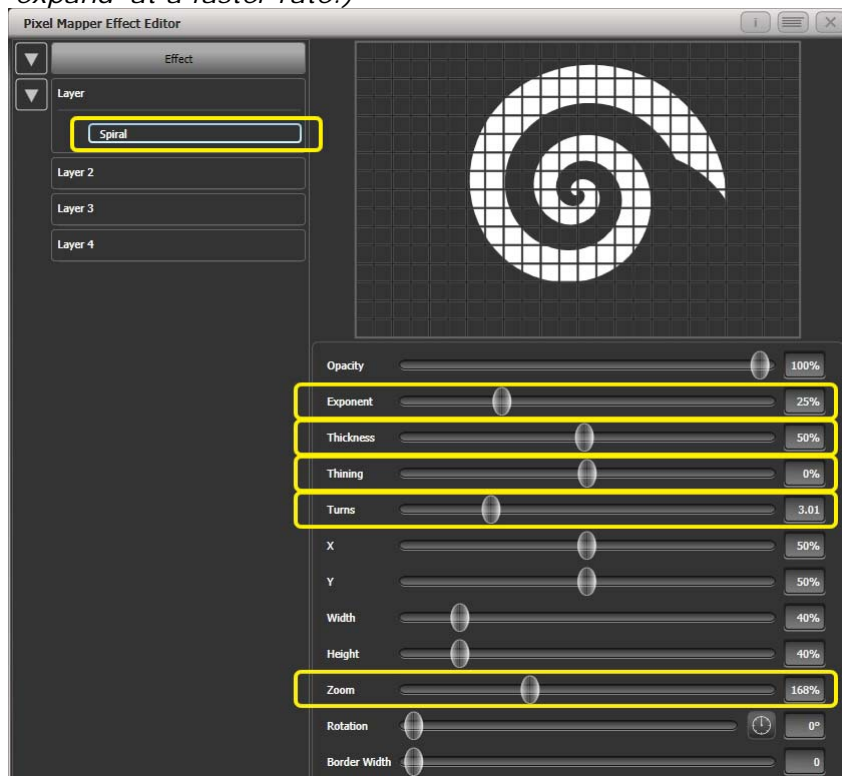 expand' at a faster rate.)
Pixel Mapper Effect Editor
Effect
Layer
Spiral
Layer 2
Layer 3
Layer 4
Opacity 100%
Exponent 25%
Thickness 50%
Thining 0%
Turns 3.01
X 50%
Y 50%
Width 40%
Height 40%
Zoom 168%
Rotation 0°
Border Width 0